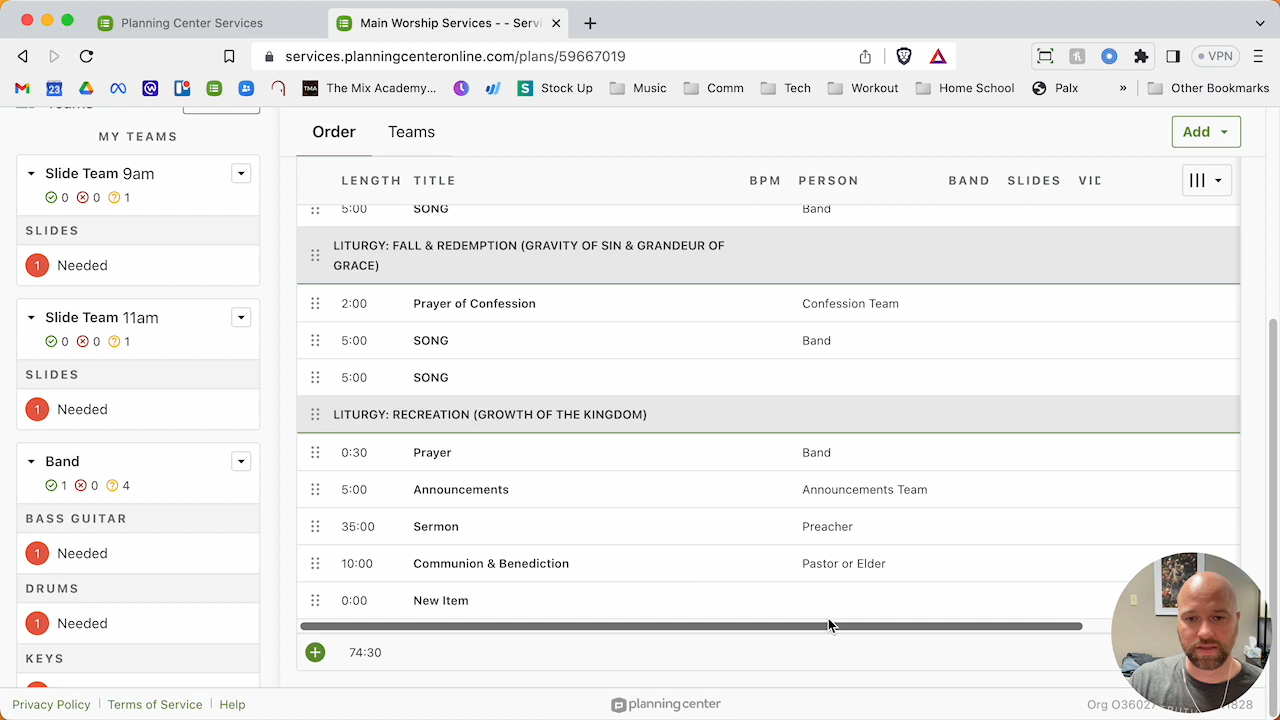 Planning Center Services
Main Worship Services - - Servi
services.planningcenteronline.com/plans/59667019
VPN
23
TMA
The Mix Academy...
S
Stock Up
Music
Comm
Tech
Workout
Home School
Palx
»
Other Bookmarks
Teams
MY TEAMS
Slide Team 9am
0 0 1
SLIDES
1 Needed
Slide Team 11am
0 0 1
SLIDES
1 Needed
Band
1 0 4
BASS GUITAR
1 Needed
DRUMS
1 Needed
KEYS
Order Teams
Add
LENGTH TITLE BPM PERSON BAND SLIDES VID
5:00 SONG Band
LITURGY: FALL & REDEMPTION (GRAVITY OF SIN & GRANDEUR OF
GRACE)
2:00 Prayer of Confession Confession Team
5:00 SONG Band
5:00 SONG
LITURGY: RECREATION (GROWTH OF THE KINGDOM)
0:30 Prayer Band
5:00 Announcements Announcements Team
35:00 Sermon Preacher
10:00 Communion & Benediction Pastor or Elder
0:00 New Item
74:30
Privacy Policy Terms of Service Help
planning center
Org O36027
1828